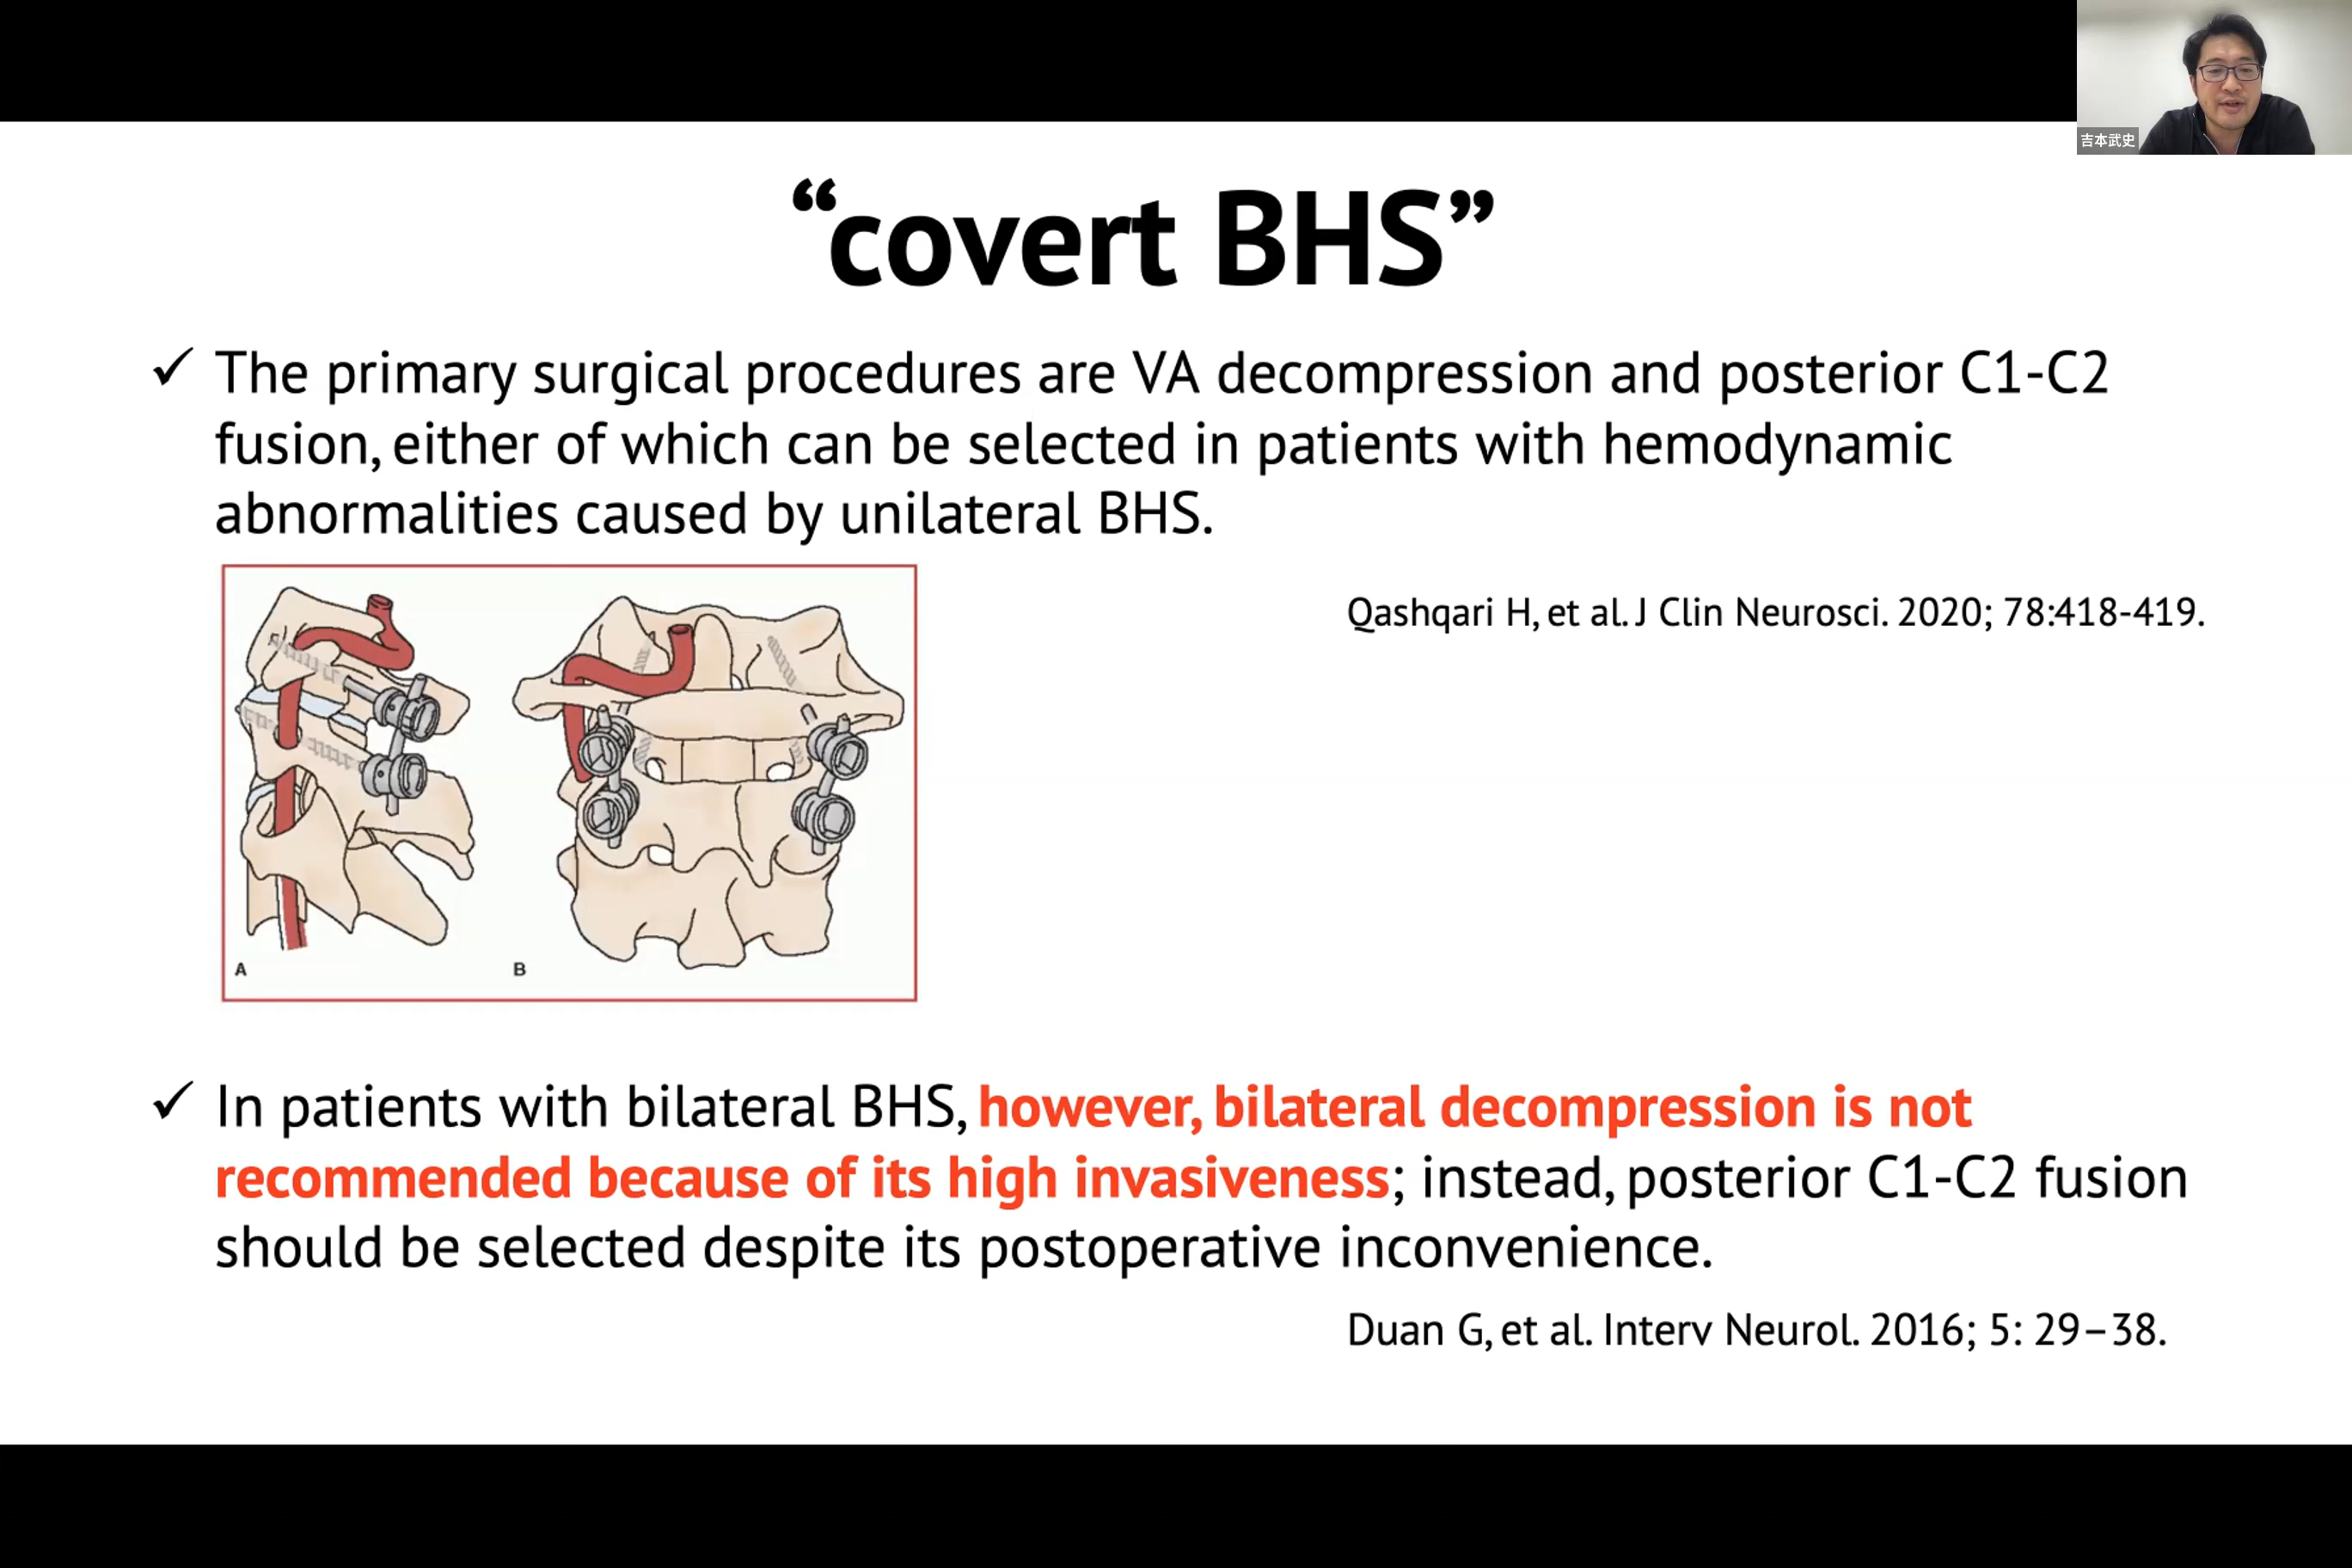 吉本武史
“covert BHS”
✓ The primary surgical procedures are VA decompression and posterior C1-C2
fusion, either of which can be selected in patients with hemodynamic
abnormalities caused by unilateral BHS.
Qashqari H, et al. J Clin Neurosci. 2020; 78:418-419.
A
B
✓ In patients with bilateral BHS, however, bilateral decompression is not
recommended because of its high invasiveness; instead, posterior C1-C2 fusion
should be selected despite its postoperative inconvenience.
Duan G, et al. Interv Neurol. 2016; 5: 29–38.